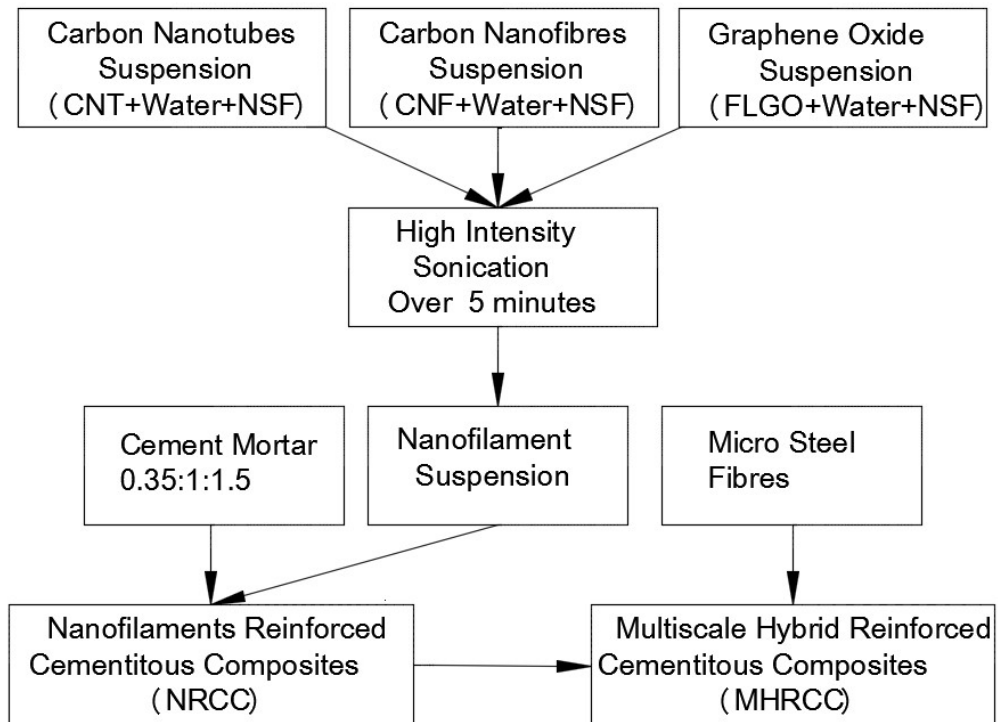 Carbon Nanotubes
Suspension
(CNT+Water+NSF)
Carbon Nanofibres
Suspension
(CNF+Water+NSF)
Graphene Oxide
Suspension
(FLGO+Water+NSF)
High Intensity
Sonication
Over 5 minutes
Cement Mortar
0.35:1:1.5
Nanofilament
Suspension
Micro Steel
Fibres
Nanofilaments Reinforced
Cementitous Composites
(NRCC)
Multiscale Hybrid Reinforced
Cementitous Composites
(MHRCC)